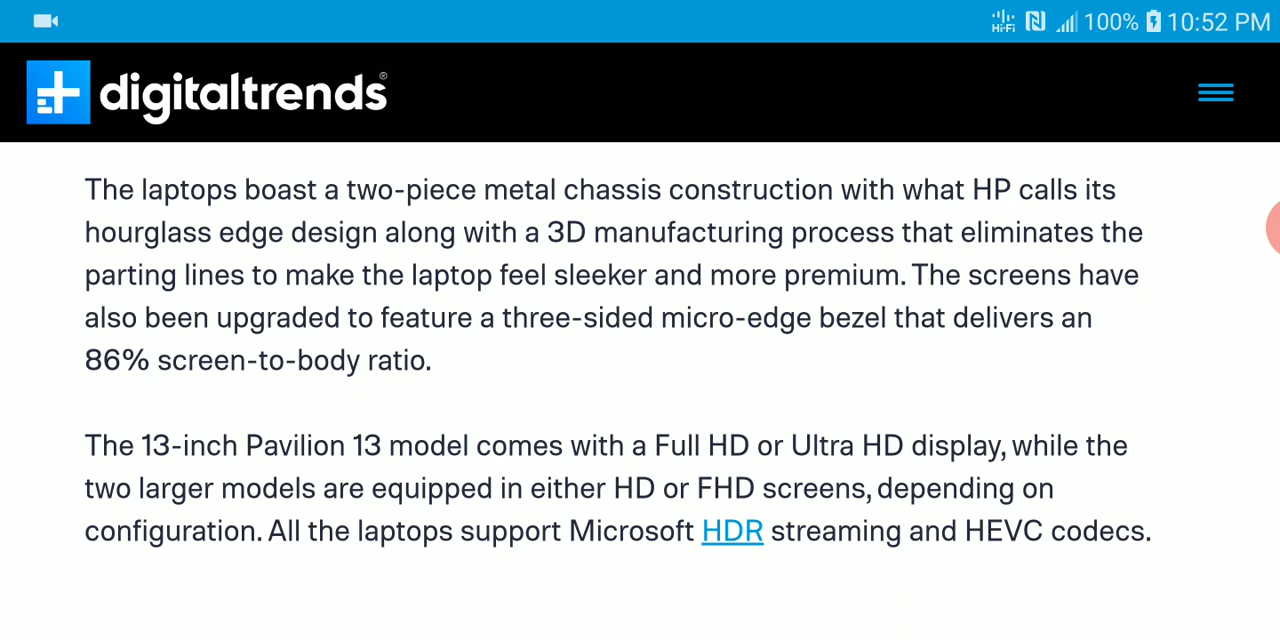 Hi-Fi 100% 10:52 PM
digitaltrends®
The laptops boast a two-piece metal chassis construction with what HP calls its
hourglass edge design along with a 3D manufacturing process that eliminates the
parting lines to make the laptop feel sleeker and more premium. The screens have
also been upgraded to feature a three-sided micro-edge bezel that delivers an
86% screen-to-body ratio.
The 13-inch Pavilion 13 model comes with a Full HD or Ultra HD display, while the
two larger models are equipped in either HD or FHD screens, depending on
configuration. All the laptops support Microsoft HDR streaming and HEVC codecs.